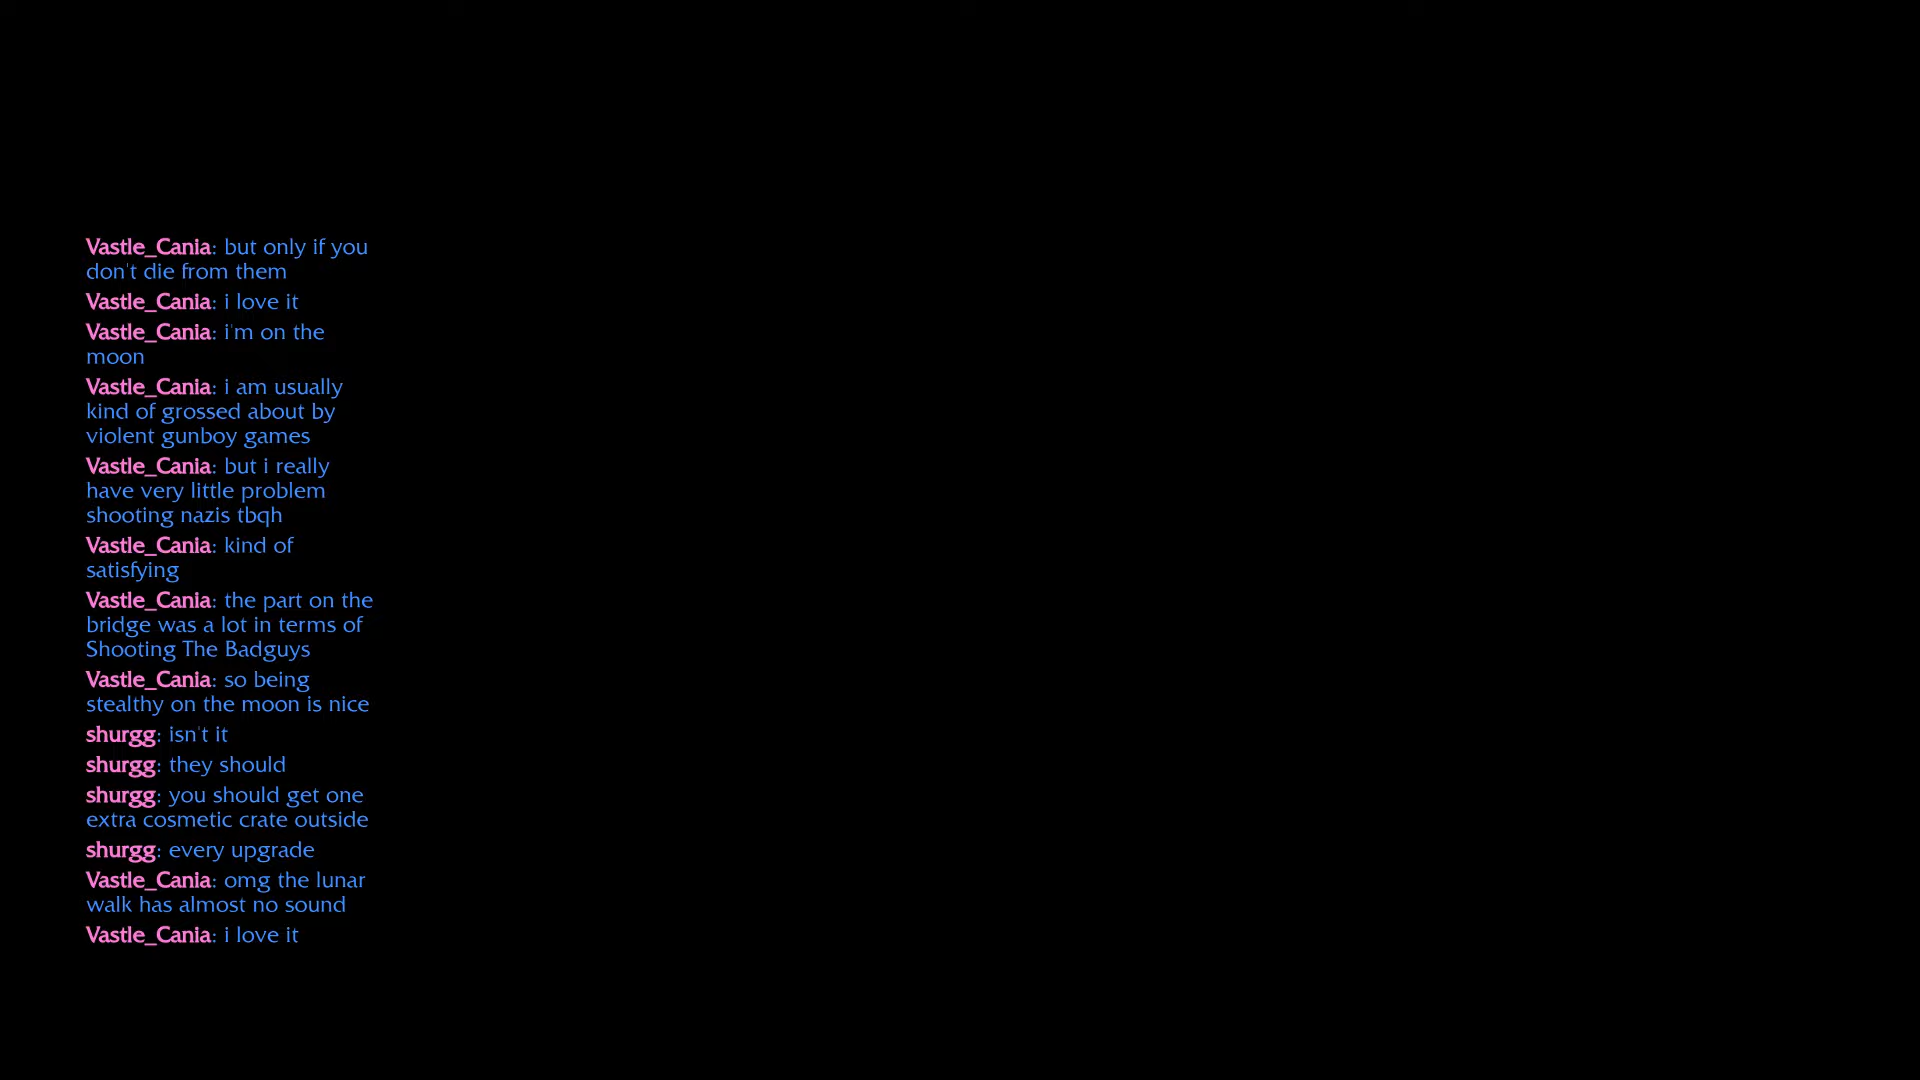 Vastle_Cania: but only if you
don't die from them
Vastle_Cania: i love it
Vastle_Cania: i'm on the
moon
Vastle_Cania: i am usually
kind of grossed about by
violent gunboy games
Vastle_Cania: but i really
have very little problem
shooting nazis tbqh
Vastle_Cania: kind of
satisfying
Vastle_Cania: the part on the
bridge was a lot in terms of
Shooting The Badguys
Vastle_Cania: so being
stealthy on the moon is nice
shurgg: isn't it
shurgg: they should
shurgg: you should get one
extra cosmetic crate outside
shurgg: every upgrade
Vastle_Cania: omg the lunar
walk has almost no sound
Vastle_Cania: i love it